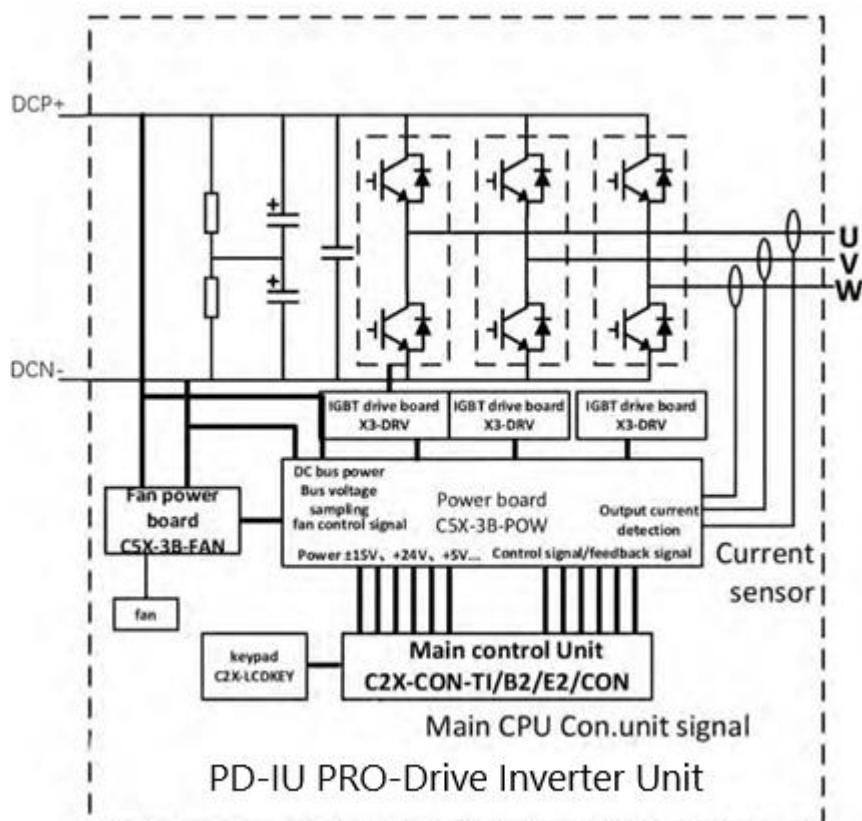 DCP+
+
+
U
V
W
DCN-
IGBT drive board
X3-DRV
IGBT drive board
X3-DRV
IGBT drive board
X3-DRV
Fan power
board
C5X-3B-FAN
DC bus power
Bus voltage
sampling
fan control signal
Power board
C5X-3B-POW
Output current
detection
Power ±15V、+24V、+5V...
Control signal/feedback signal
Current
sensor
fan
keypad
C2X-LCDKEY
Main control Unit
C2X-CON-TI/B2/E2/CON
Main CPU Con.unit signal
PD-IU PRO-Drive Inverter Unit